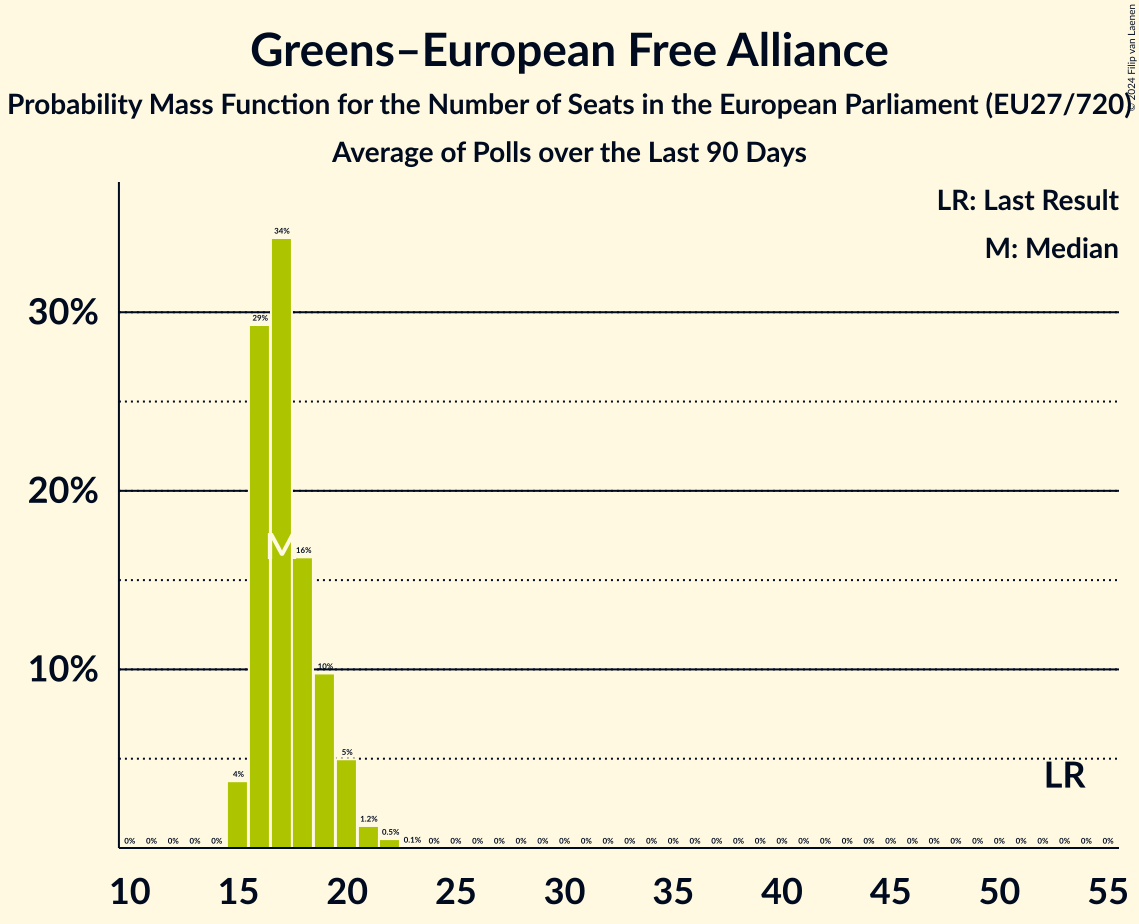 Greens–European Free Alliance
Probability Mass Function for the Number of Seats in the European Parliament (EU27/720)
Average of Polls over the Last 90 Days
© 2024 Filip van Laenen
LR: Last Result
M: Median
30%
20%
10%
0% 0% 0% 0% 0% 4% 29% 34% 16% 10% 5% 1.2% 0.5% 0.1% 0% 0% 0% 0% 0% 0% 0% 0% 0% 0% 0% 0% 0% 0% 0% 0% 0% 0% 0% 0% 0% 0% 0% 0% 0% 0% 0% 0% 0% 0% 0% 0%
M
LR
10 15 20 25 30 35 40 45 50 55